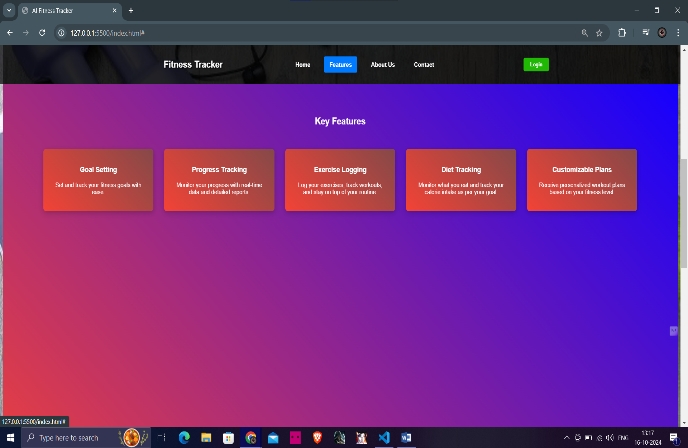 AI Fitness Tracker
127.0.0.1:5500/index.html#
Fitness Tracker
Home
Features
About Us
Contact
Login
Key Features
Goal Setting
Set and track your fitness goals with
ease
Progress Tracking
Monitor your progress with real-time
data and detailed reports
Exercise Logging
Log your exercises, track workouts,
and stay on top of your routine
Diet Tracking
Monitor what you eat and track your
calorie intake as per your goal
Customizable Plans
Receive personalized workout plans
based on your fitness level
127.0.0.1:5500/index.html#
Type here to search
ENG
13:17
16-10-2024